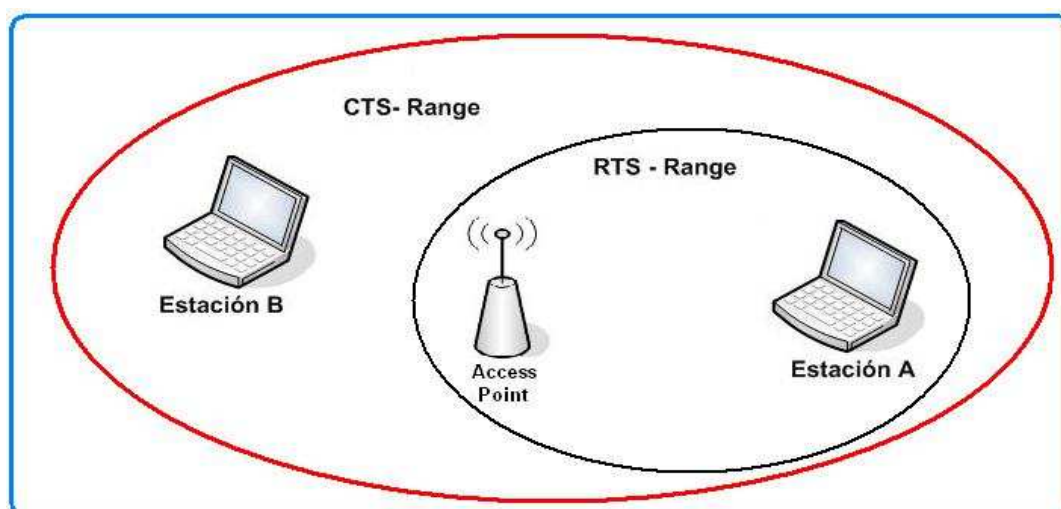 CTS- Range
RTS - Range
Estación B
Access
Point
Estación A